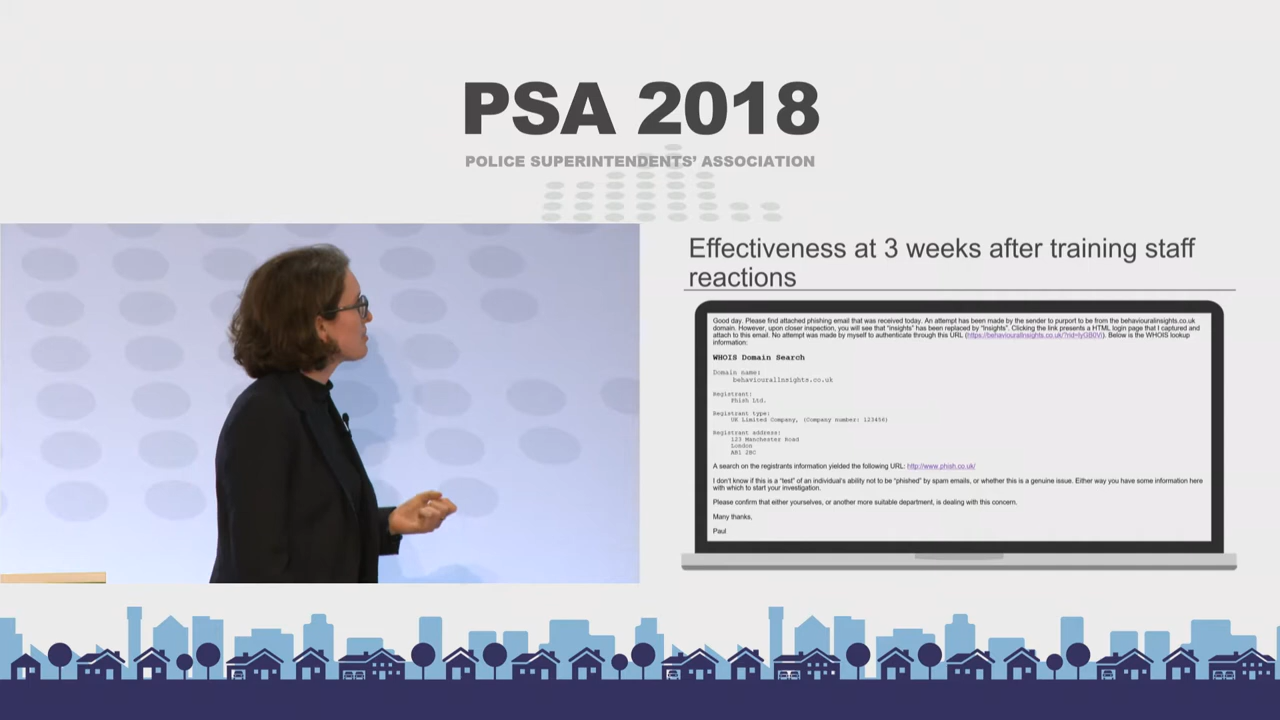 PSA 2018
POLICE SUPERINTENDENTS' ASSOCIATION
Effectiveness at 3 weeks after training staff
reactions
Good day. Please find attached phishing email that was received today. An attempt has been made by the sender to purport to be from the behaviouralinsights.co.uk
domain. However, upon closer inspection, you will see that "insights" has been replaced by "lnsights". Clicking the link presents a HTML login page that I captured and
attach to this email. No attempt was made by myself to authenticate through this URL Below is the WHOIS lookup
information:
WHOIS Domain Search
Domain name:
behaviouralinsights.co.uk
Registrant:
Phish Ltd.
Registrant type:
UK Limited Company, (Company number: 123456)
Registrant address:
123 Manchester Road
London
AB1 2BC
A search on the registrants information yielded the following URL: http://www.phish.co.uk/
I don't know if this is a "test" of an individual's ability not to be "phished" by spam emails, or whether this is a genuine issue. Either way you have some information here
with which to start your investigation.
Please confirm that either yourselves, or another more suitable department, is dealing with this concern.
Many thanks,
Paul